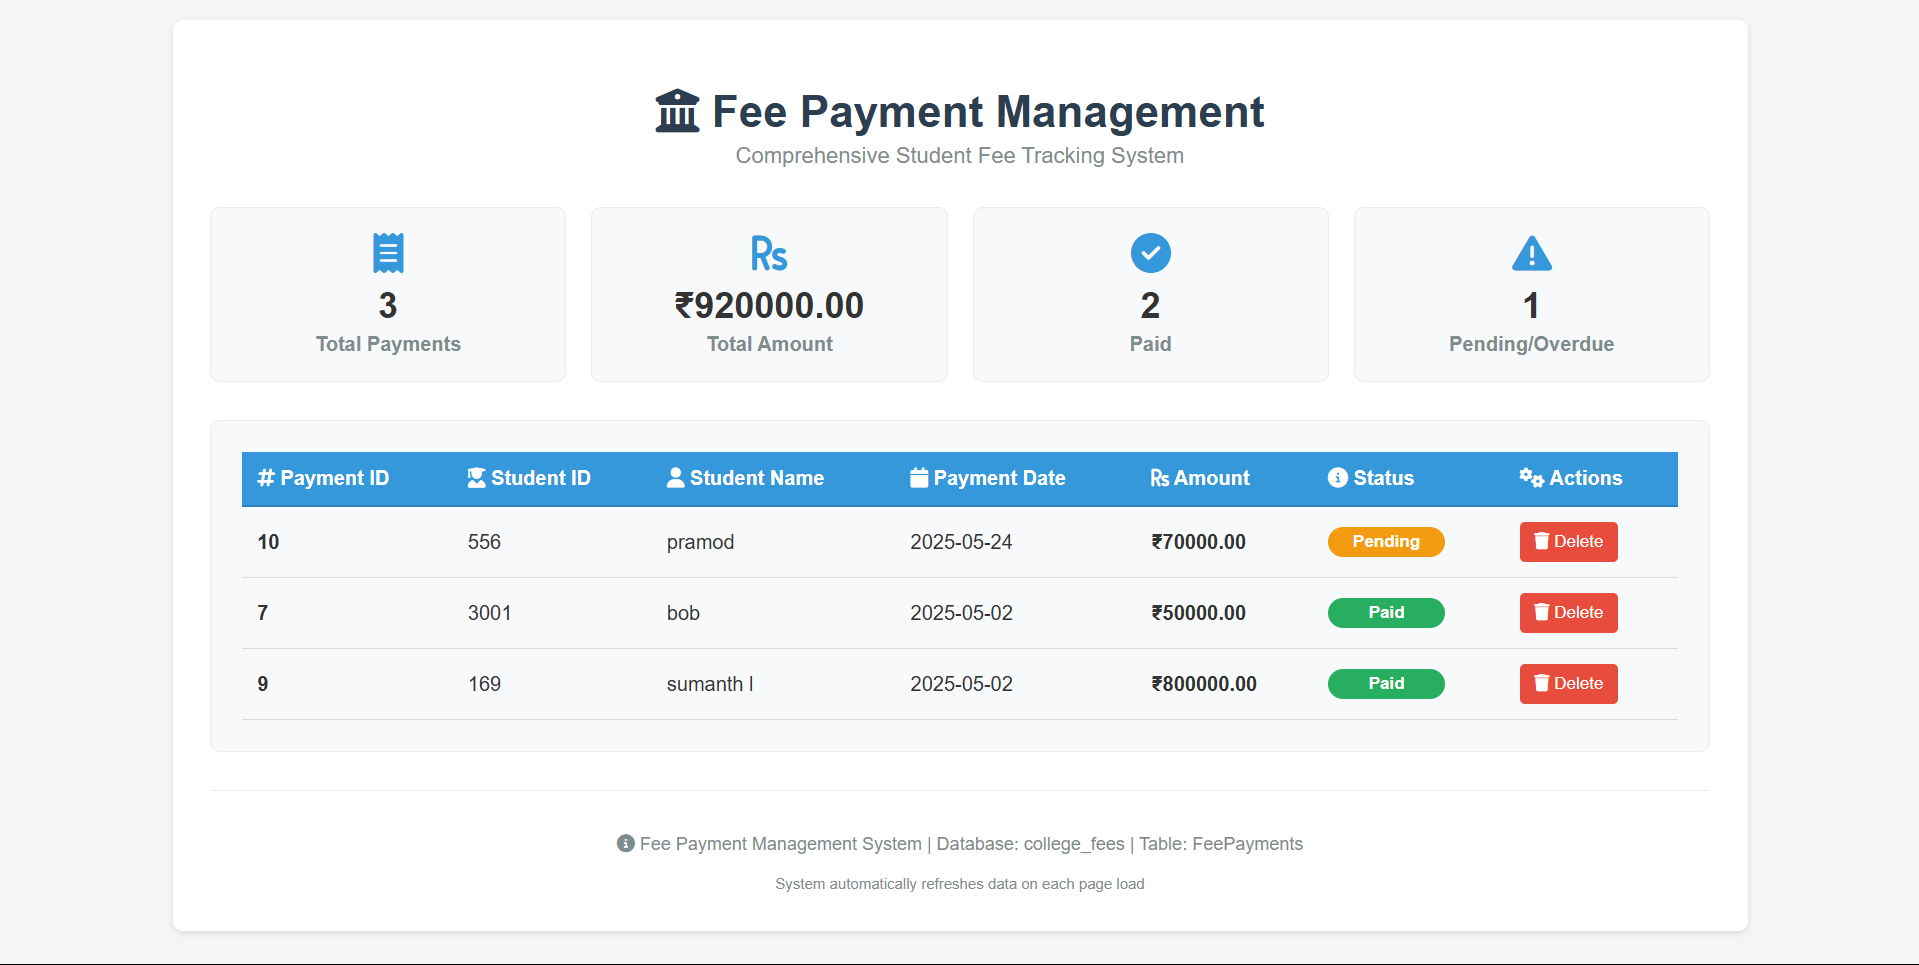 Fee Payment Management
Comprehensive Student Fee Tracking System
3
Total Payments
Rs
₹920000.00
Total Amount
2
Paid
1
Pending/Overdue
# Payment ID Student ID Student Name Payment Date Rs Amount Status Actions
10 556 pramod 2025-05-24 ₹70000.00 Pending Delete
7 3001 bob 2025-05-02 ₹50000.00 Paid Delete
9 169 sumanth l 2025-05-02 ₹800000.00 Paid Delete
Fee Payment Management System | Database: college_fees | Table: FeePayments
System automatically refreshes data on each page load